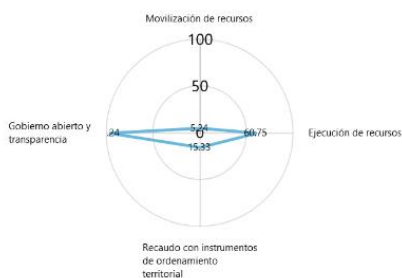 Movilización de recursos
100
50
5.24
Gobierno abierto y
transparencia
.24
0
60.75
Ejecución de recursos
15.33
Recaudo con instrumentos
de ordenamiento
territorial